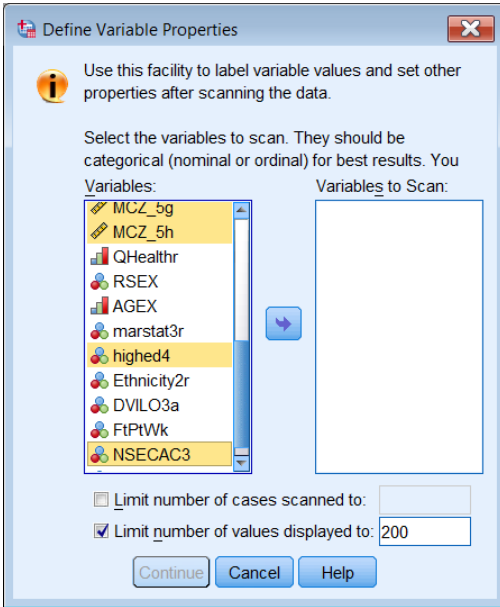 Define Variable Properties
Use this facility to label variable values and set other
properties after scanning the data.
Select the variables to scan. They should be
categorical (nominal or ordinal) for best results. You
Variables:
Variables to Scan:
MCZ_5g
MCZ_5h
QHealthr
RSEX
AGEX
marstat3r
highed4
Ethnicity2r
DVILO3a
FtPtWk
NSECAC3
Limit number of cases scanned to:
Limit number of values displayed to: 200
Continue Cancel Help